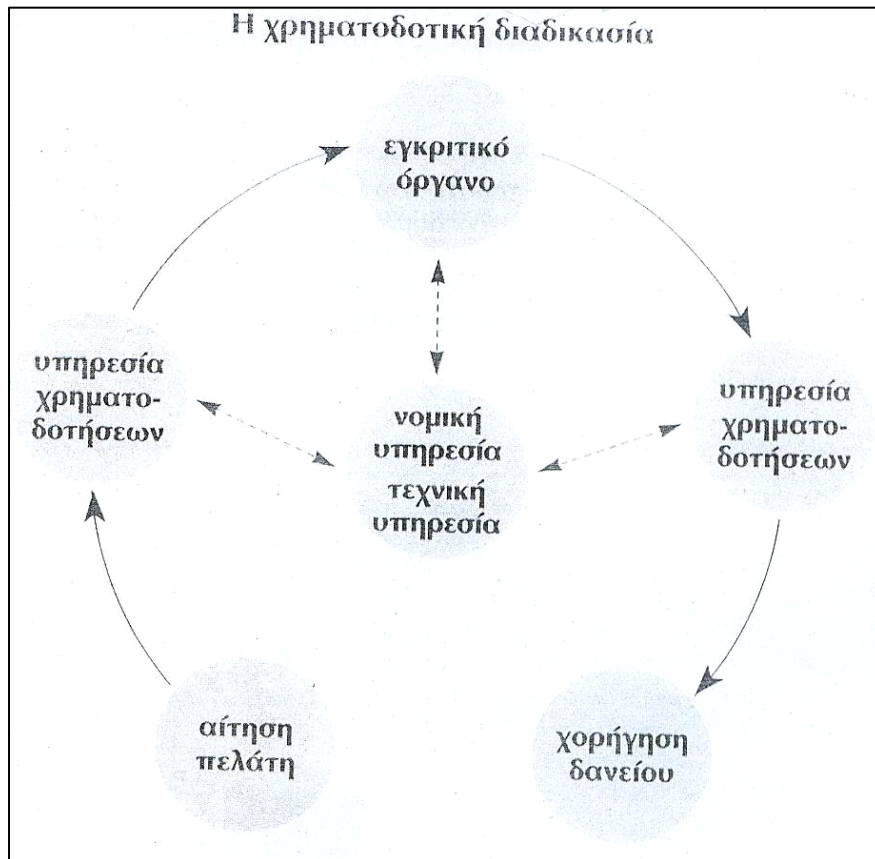 Η χρηματοδοτική διαδικασία
εγκριτικό
όργανο
υπηρεσία
χρηματο-
δοτήσεων
νομική
υπηρεσία
τεχνική
υπηρεσία
υπηρεσία
χρηματο-
δοτήσεων
αίτηση
πελάτη
χορήγηση
δανείου